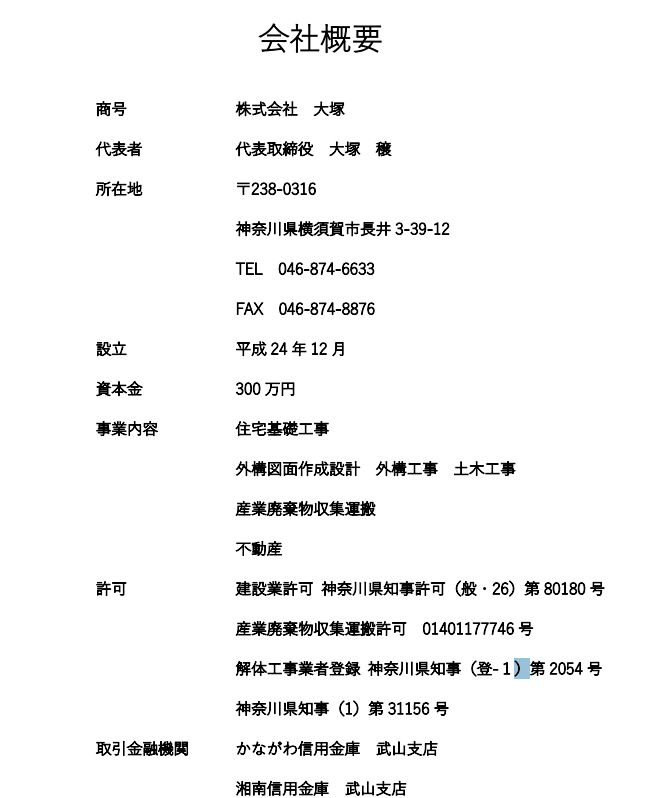 会社概要
商号　株式会社　大塚
代表者　代表取締役　大塚　穣
所在地　〒238-0316
神奈川県横須賀市長井 3-39-12
TEL　046-874-6633
FAX　046-874-8876
設立　平成 24 年 12 月
資本金　300 万円
事業内容　住宅基礎工事
外構図面作成設計　外構工事　土木工事
産業廃棄物収集運搬
不動産
許可　建設業許可 神奈川県知事許可（般・26）第 80180 号
産業廃棄物収集運搬許可　01401177746 号
解体工事業者登録 神奈川県知事（登-１）第 2054 号
神奈川県知事（1）第 31156 号
取引金融機関　かながわ信用金庫　武山支店
湘南信用金庫　武山支店